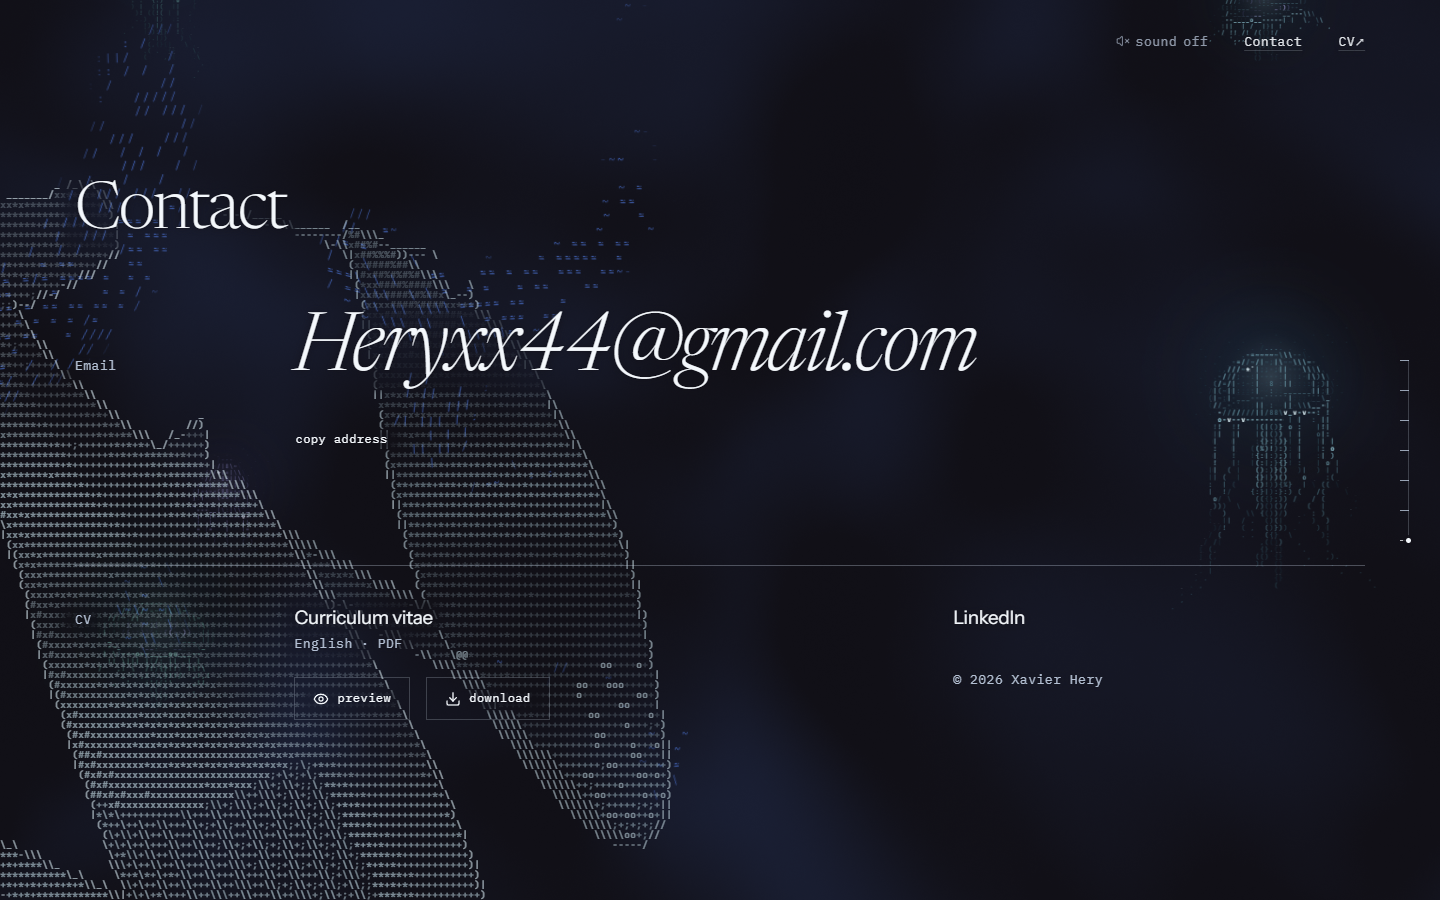 sound off
Contact
CV↗
Contact
Email
Heryxx44@gmail.com
copy address
CV
Curriculum vitae
English · PDF
preview
download
LinkedIn
© 2026 Xavier Hery